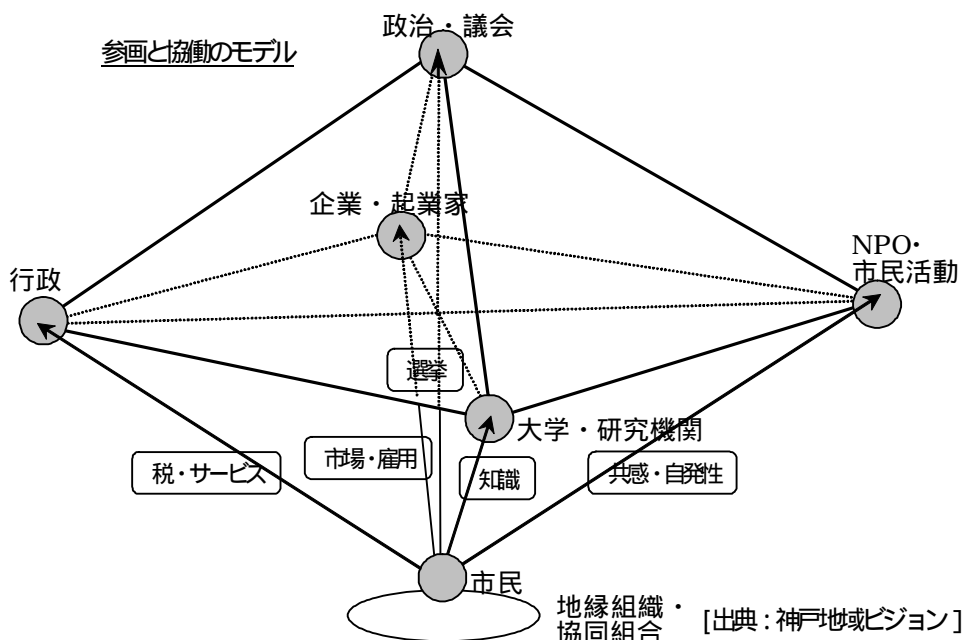 政治・議会
参画と協働のモデル
企業・起業家
NPO・
市民活動
行政
選挙
大学・研究機関
市場・雇用
税・サービス
知識
共感・自発性
市民
地縁組織・
協同組合
[出典:神戸地域ビジョン]